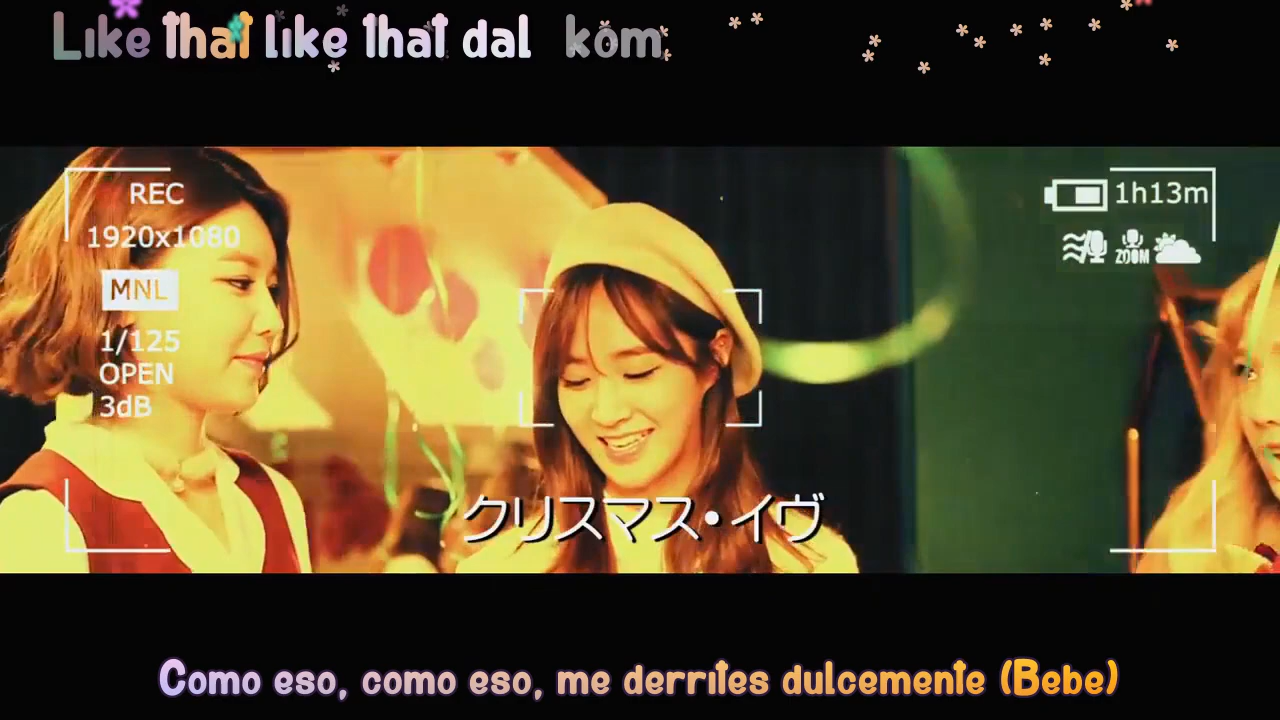 Like that like that dal kom
REC
1920x1080
MNL
1/125
OPEN
3dB
1h13m
ZOOM
クリスマス・イヴ
Como eso, como eso, me derrites dulcemente (Bebe)